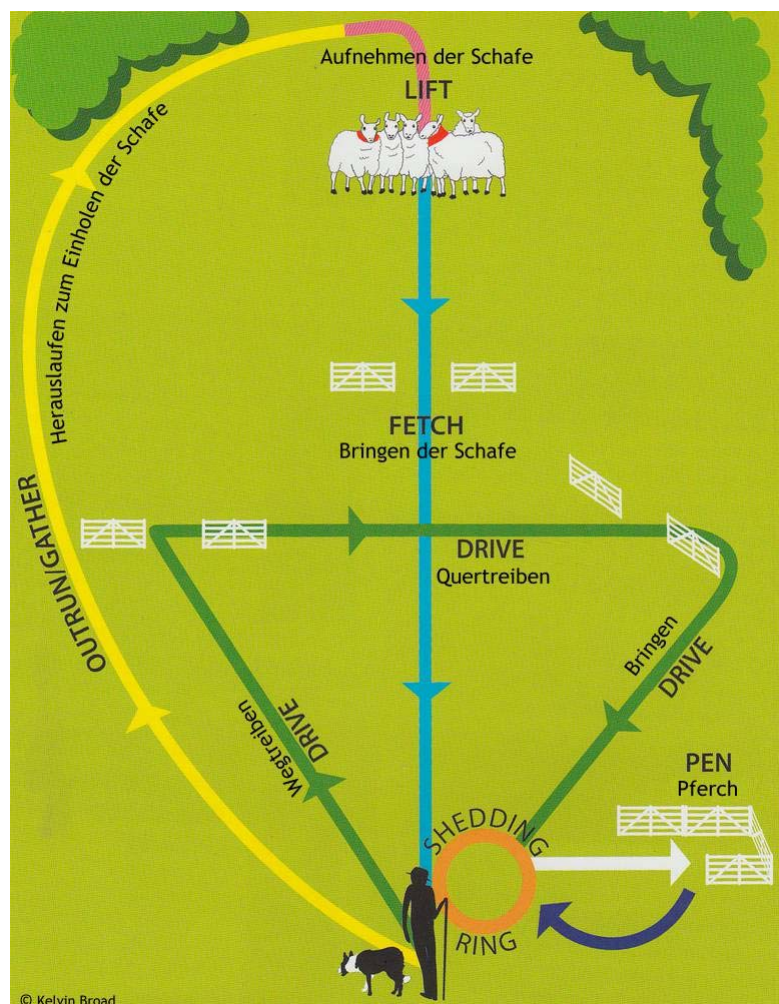 Aufnehmen der Schafe
LIFT
Herauslaufen zum Einholen der Schafe
OUTRUN/GATHER
FETCH
Bringen der Schafe
DRIVE
Quertreiben
Bringen
DRIVE
DRIVE
Wegtreiben
PEN
Pferch
SHEDDING
RING
© Kelvin Broad